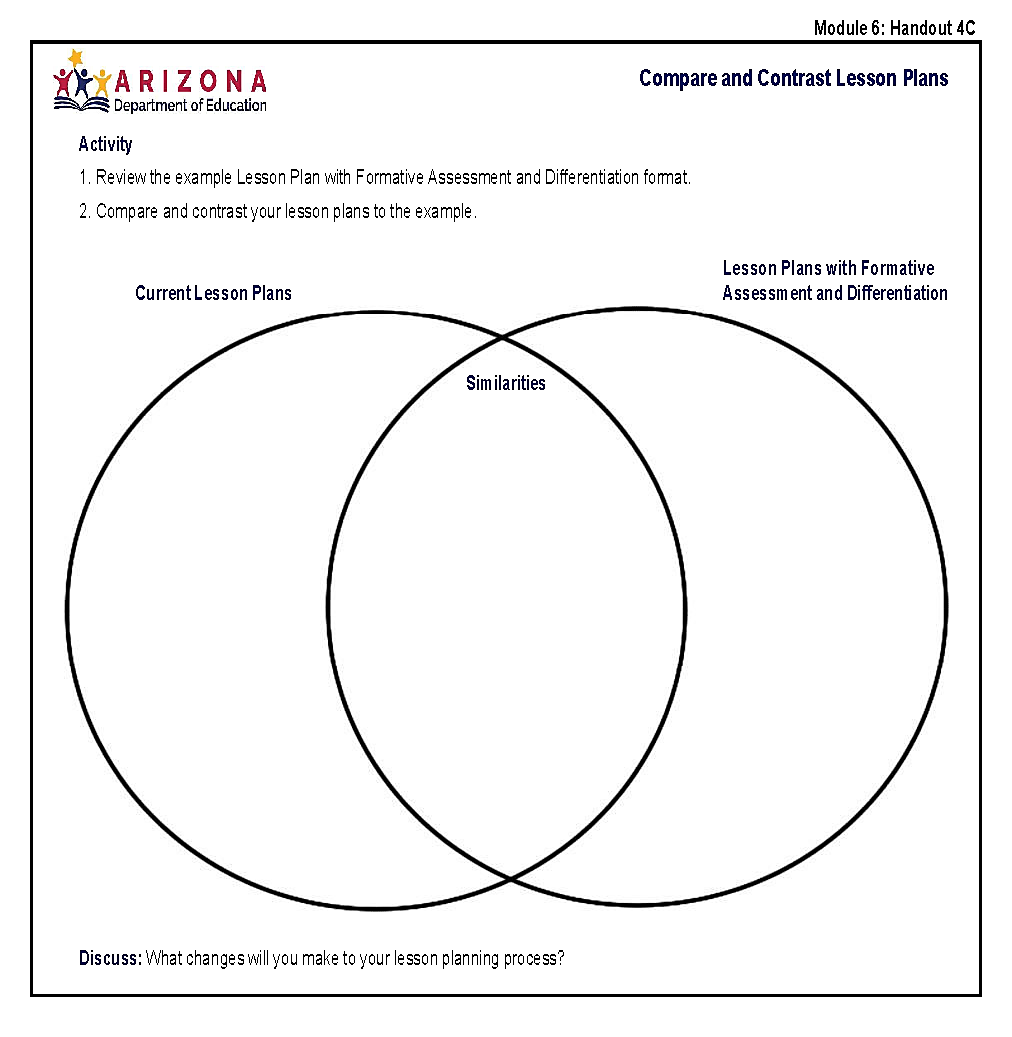 Module 6: Handout 4C
ARIZONA
Department of Education
Compare and Contrast Lesson Plans
Activity
1. Review the example Lesson Plan with Formative Assessment and Differentiation format.
2. Compare and contrast your lesson plans to the example.
Lesson Plans with Formative
Assessment and Differentiation
Current Lesson Plans
Similarities
Discuss: What changes will you make to your lesson planning process?